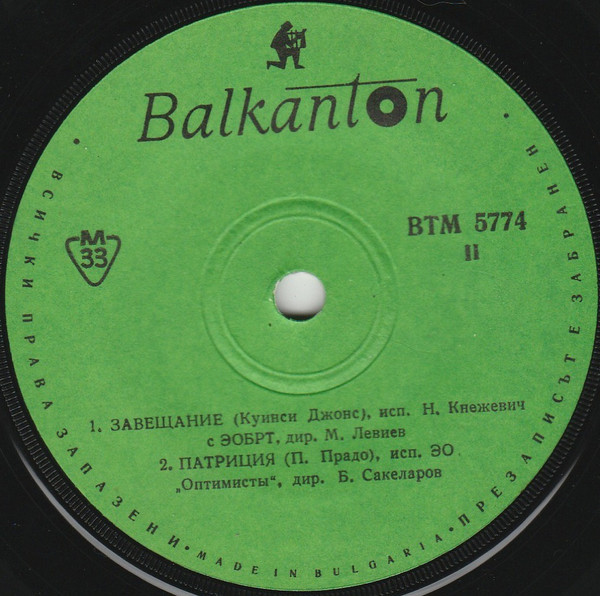 Balkanton
М
33
ВТМ 5774
II
1. ЗАВЕЩАНИЕ (Куинси Джонс), исп. Н. Кнежевич
с ЭОБРТ, дир. М. Левиев
2. ПАТРИЦИЯ (П. Прадо), исп. ЭО
„Оптимисты“, дир. Б. Сакеларов
• ВСИЧКИ ПРАВА ЗАПАЗЕНИ • MADE IN BULGARIA • ПРЕЗАПИСЪТ Е ЗАБРАНЕН •